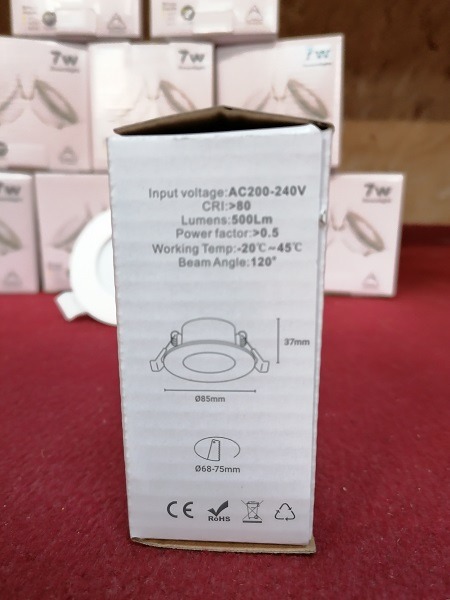 7w
7w
7w
7w
Input voltage:AC200-240V
CRI:>80
Lumens:500Lm
Power factor:>0.5
Working Temp:-20℃~45℃
Beam Angle:120°
37mm
Ø85mm
Ø68-75mm
CE
RoHS